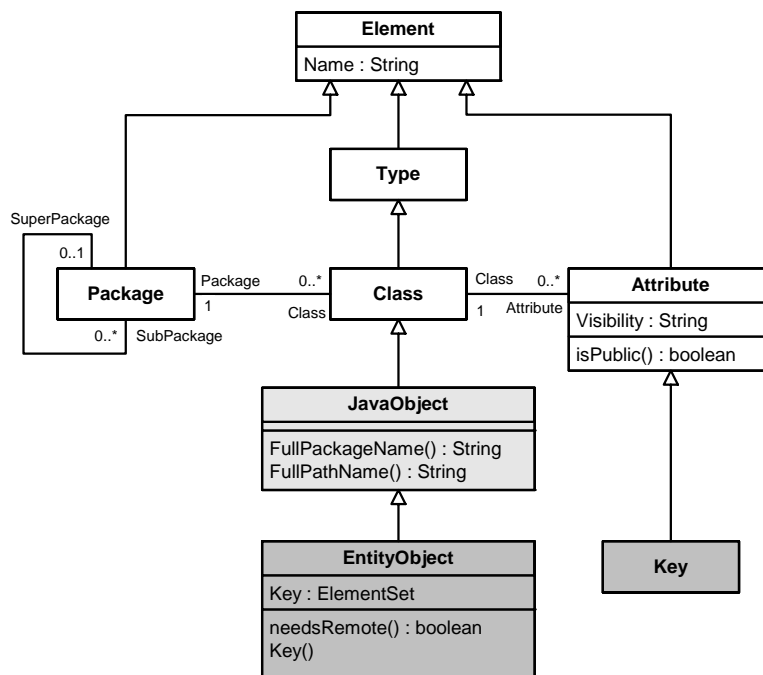 Element
Name : String
Type
SuperPackage
0..1
Package
0..*
SubPackage
Package
1
0..*
Class
Class
Class
1
0..*
Attribute
Attribute
Visibility : String
isPublic() : boolean
JavaObject
FullPackageName() : String
FullPathName() : String
EntityObject
Key : ElementSet
needsRemote() : boolean
Key()
Key